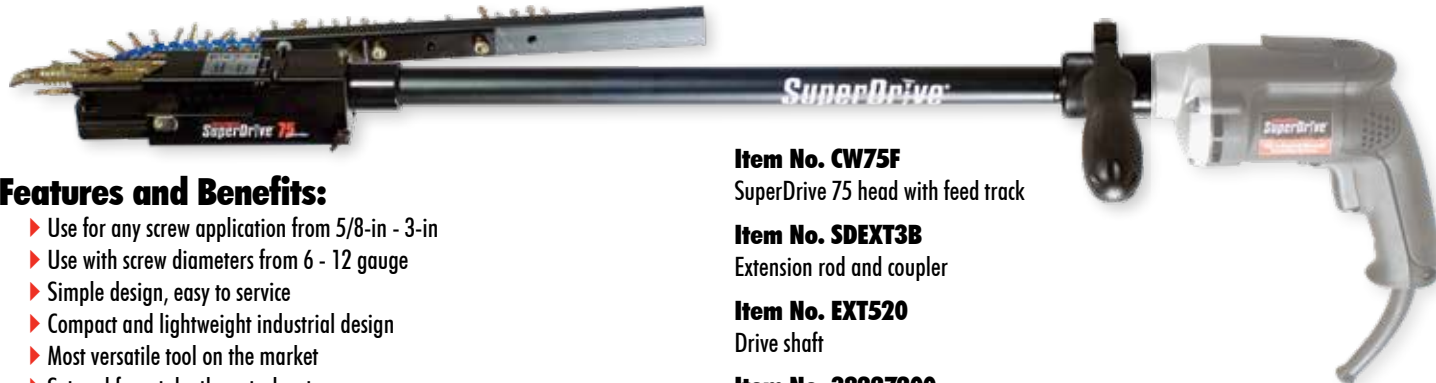 SuperDrive
SuperDrive 75
SuperDrive
Features and Benefits:
Use for any screw application from 5/8-in - 3-in
Use with screw diameters from 6 - 12 gauge
Simple design, easy to service
Compact and lightweight industrial design
Most versatile tool on the market
Item No. CW75F
SuperDrive 75 head with feed track
Item No. SDEXT3B
Extension rod and coupler
Item No. EXT520
Drive shaft
Item No.